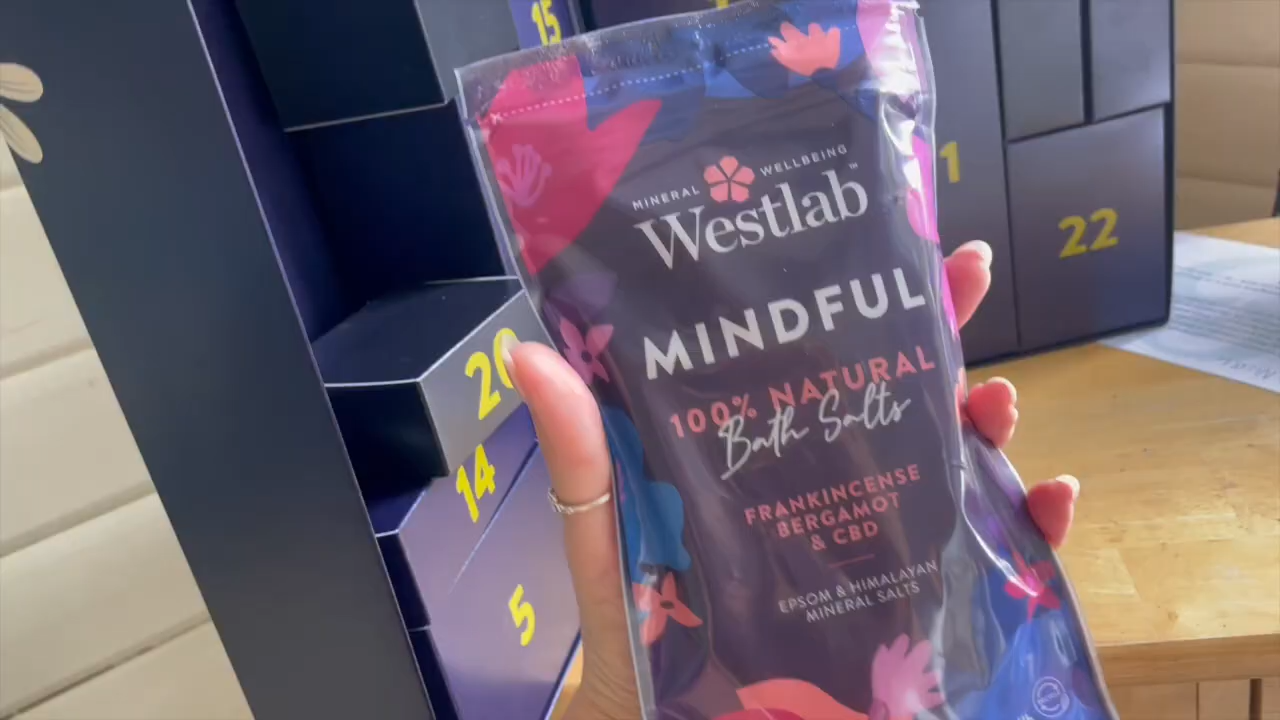 15
1
22
20
14
5
MINERAL WELLBEING
Westlab™
MINDFUL
100% NATURAL
Bath Salts
FRANKINCENSE
BERGAMOT
& CBD
EPSOM & HIMALAYAN
MINERAL SALTS